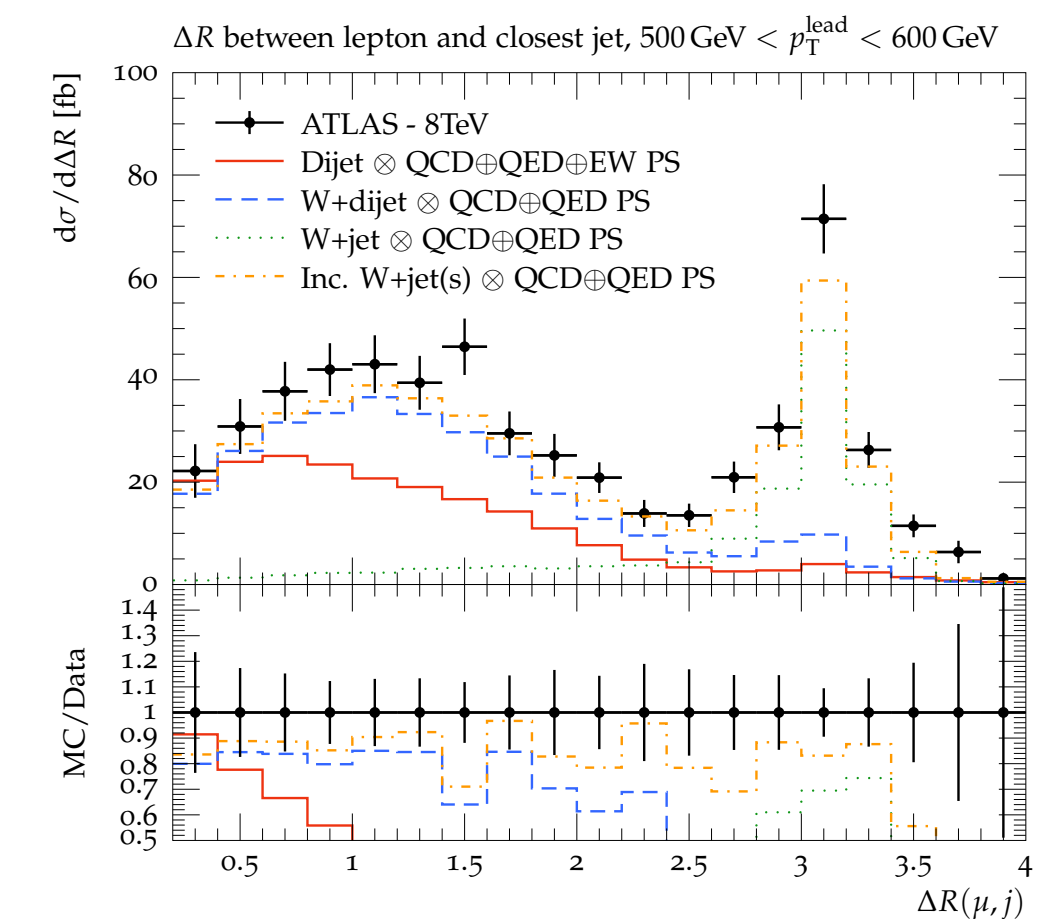 ΔR between lepton and closest jet, 500 GeV < p_T^lead < 600 GeV
dσ/dΔR [fb]
100
80
60
40
20
0
ATLAS - 8TeV
Dijet ⊗ QCD⊕QED⊕EW PS
W+dijet ⊗ QCD⊕QED PS
W+jet ⊗ QCD⊕QED PS
Inc. W+jet(s) ⊗ QCD⊕QED PS
MC/Data
1.4
1.3
1.2
1.1
1
0.9
0.8
0.7
0.6
0.5
0.5 1 1.5 2 2.5 3 3.5 4
ΔR(μ, j)